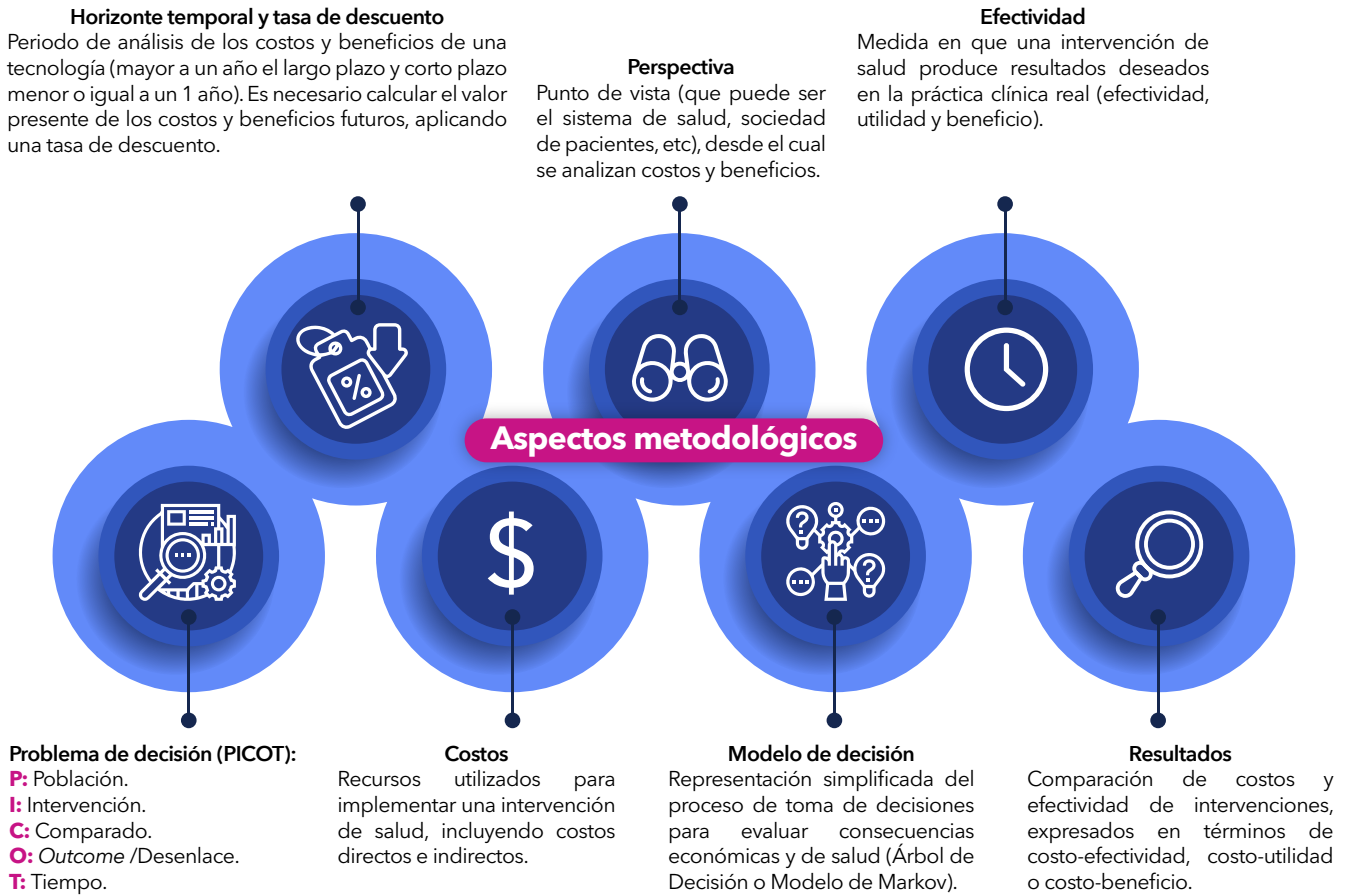 Horizonte temporal y tasa de descuento
Periodo de análisis de los costos y beneficios de una
tecnología (mayor a un año el largo plazo y corto plazo
menor o igual a un 1 año). Es necesario calcular el valor
presente de los costos y beneficios futuros, aplicando
una tasa de descuento.
Perspectiva
Punto de vista (que puede ser
el sistema de salud, sociedad
de pacientes, etc), desde el cual
se analizan costos y beneficios.
Efectividad
Medida en que una intervención de
salud produce resultados deseados
en la práctica clínica real (efectividad,
utilidad y beneficio).
%
Aspectos metodológicos
$
?
?
Problema de decisión (PICOT):
P: Población.
I: Intervención.
C: Comparado.
O: Outcome /Desenlace.
T: Tiempo.
Costos
Recursos utilizados para
implementar una intervención
de salud, incluyendo costos
directos e indirectos.
Modelo de decisión
Representación simplificada del
proceso de toma de decisiones
para evaluar consecuencias
económicas y de salud (Árbol de
Decisión o Modelo de Markov).
Resultados
Comparación de costos y
efectividad de intervenciones,
expresados en términos de
costo-efectividad, costo-utilidad
o costo-beneficio.